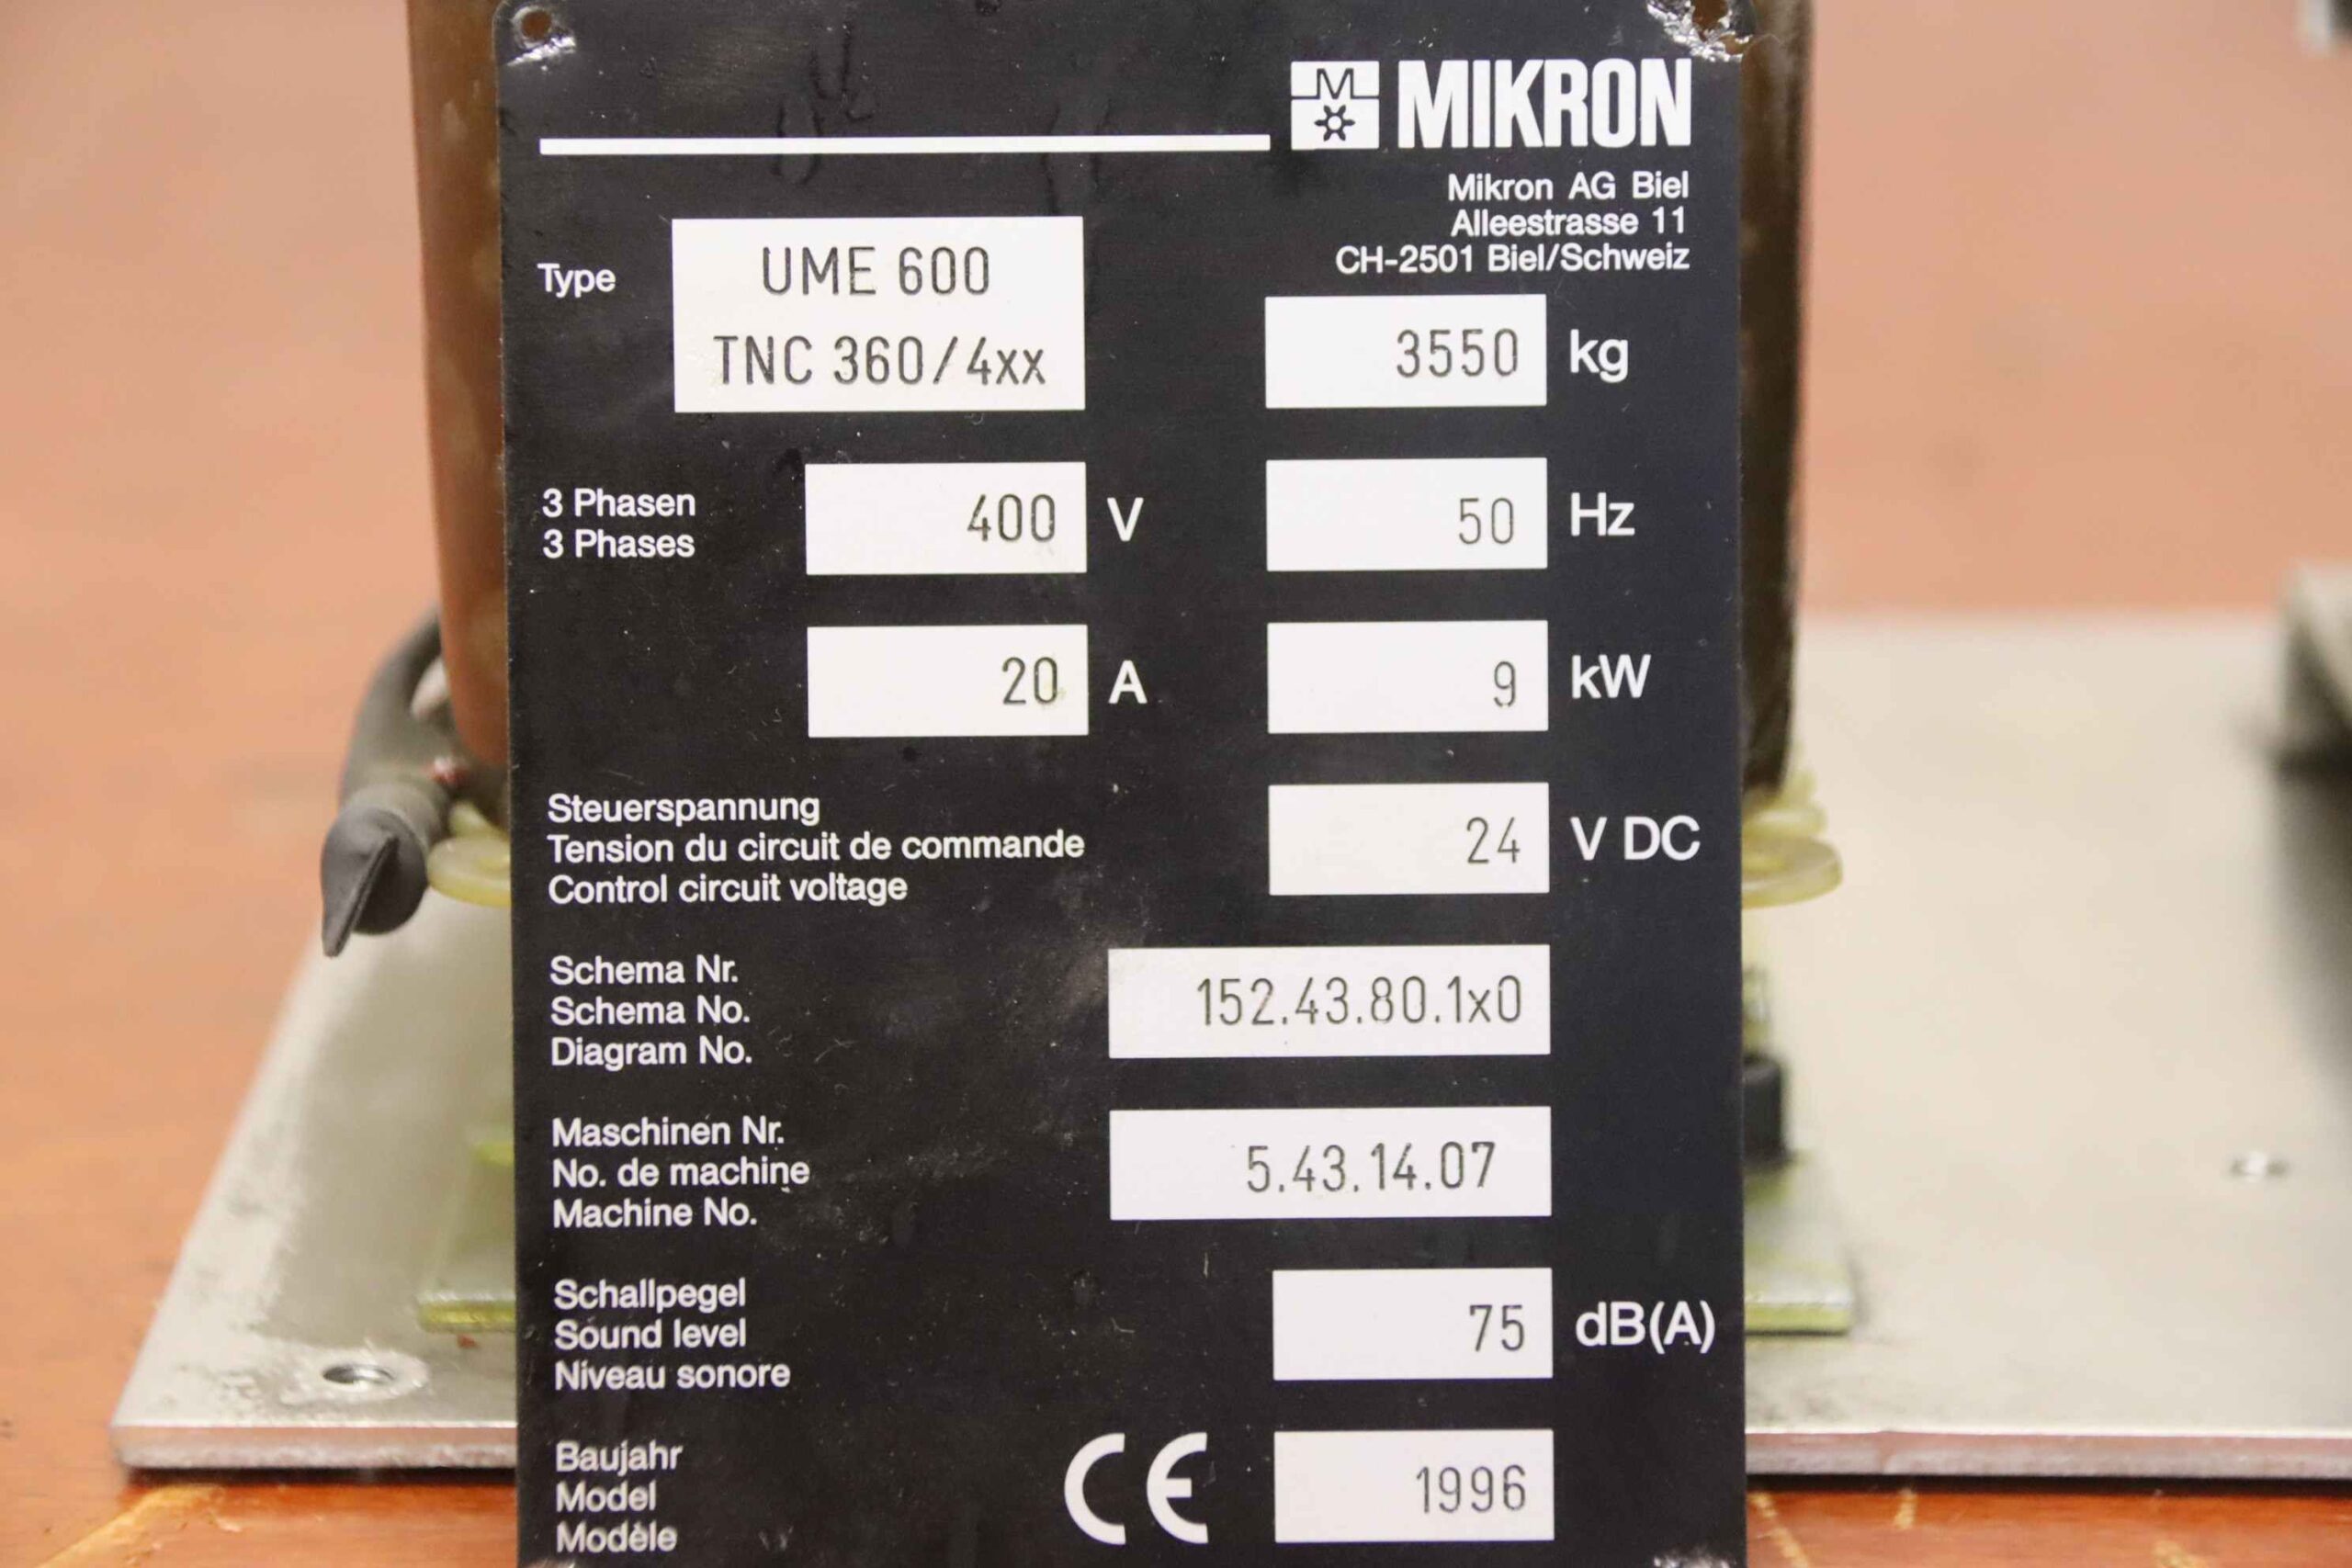 MIKRON
Mikron AG Biel
Alleestrasse 11
CH-2501 Biel/Schweiz
Type
UME 600
TNC 360/4xx
3550 kg
3 Phasen
3 Phases
400 V
50 Hz
20 A
9 kW
Steuerspannung
Tension du circuit de commande
Control circuit voltage
24 V DC
Schema Nr.
Schema No.
Diagram No.
152.43.80.1x0
Maschinen Nr.
No. de machine
Machine No.
5.43.14.07
Schallpegel
Sound level
Niveau sonore
75 dB(A)
Baujahr
Model
Modèle
CE
1996